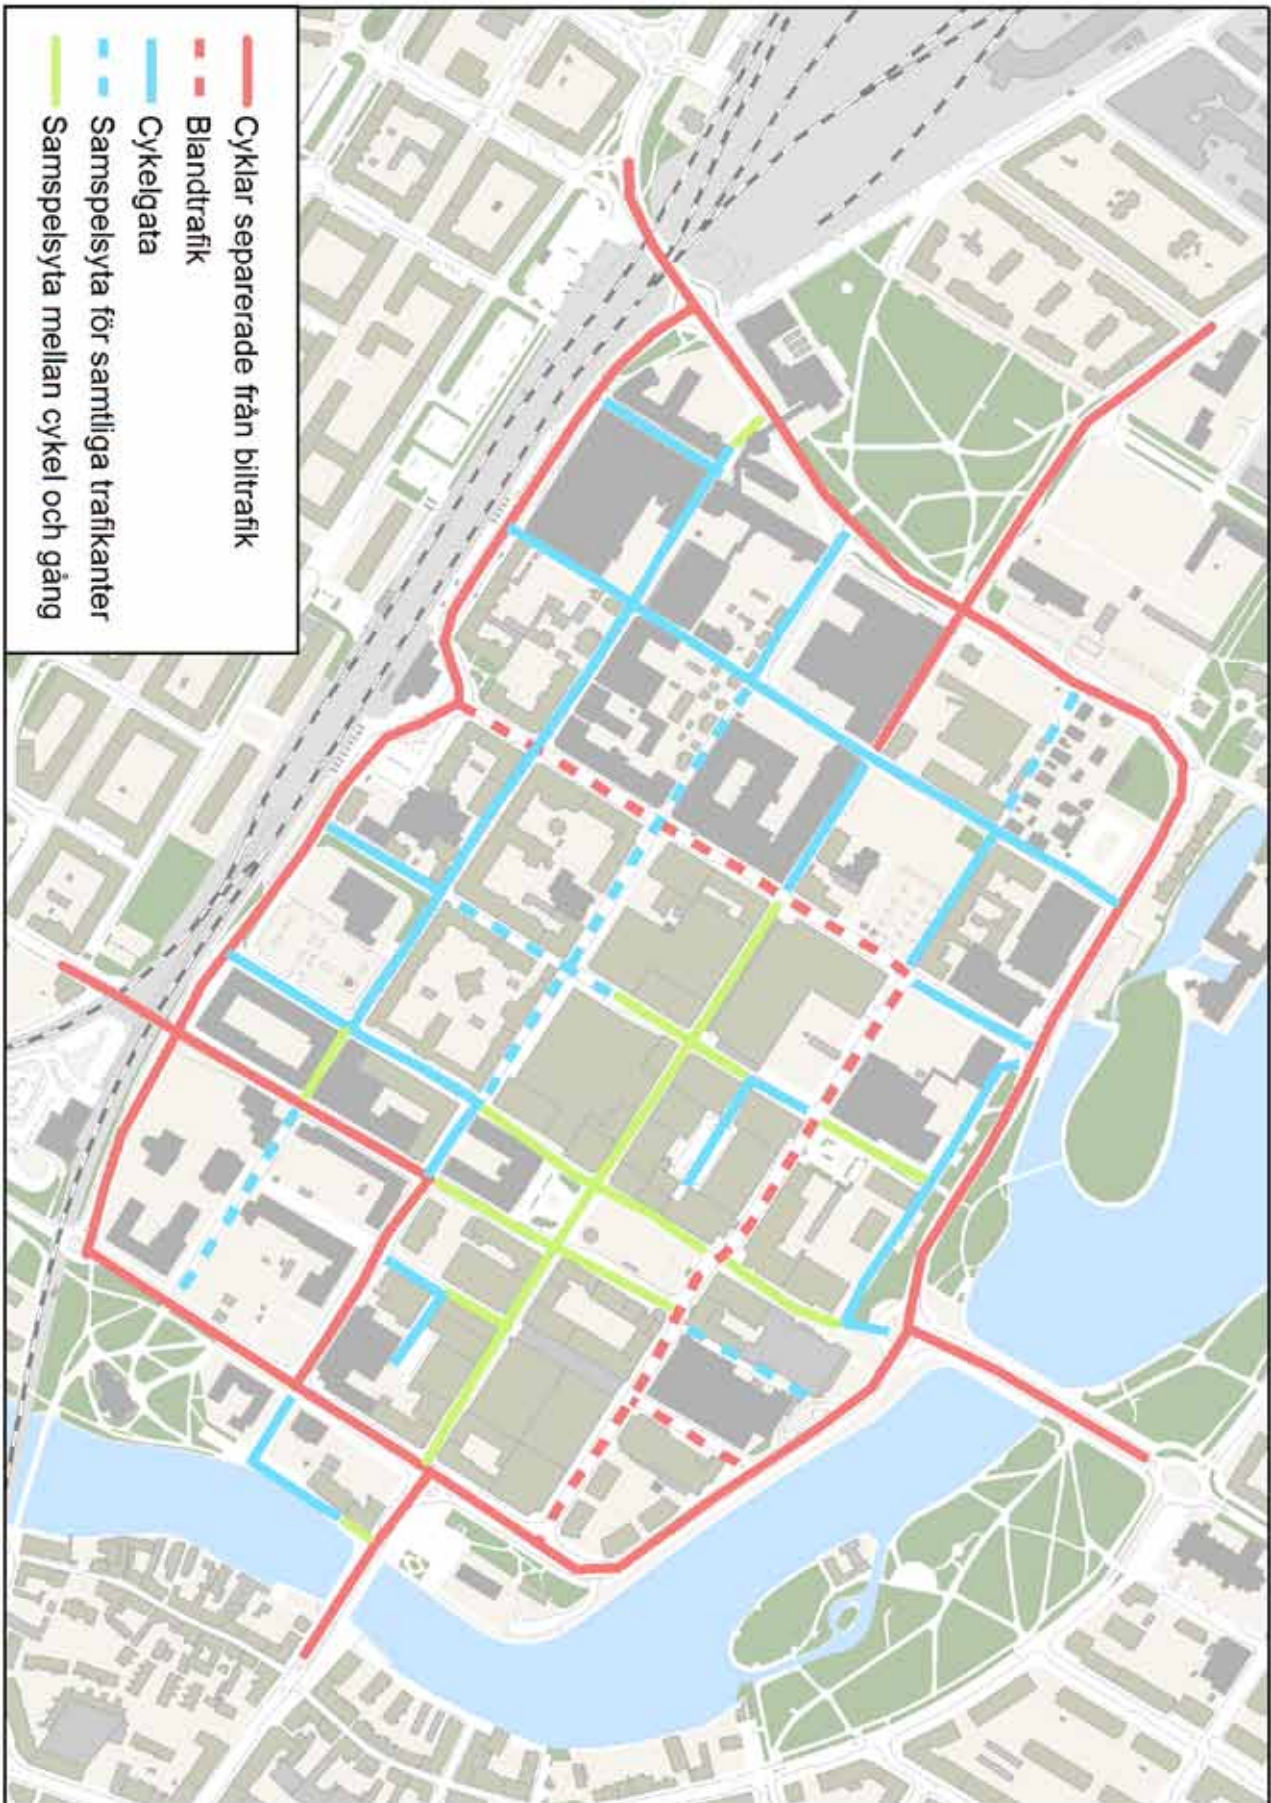 Cyklar separerade från biltrafik
Blandtrafik
Cykelgata
Samspelsyta för samtliga trafikanter
Samspelsyta mellan cykel och gång